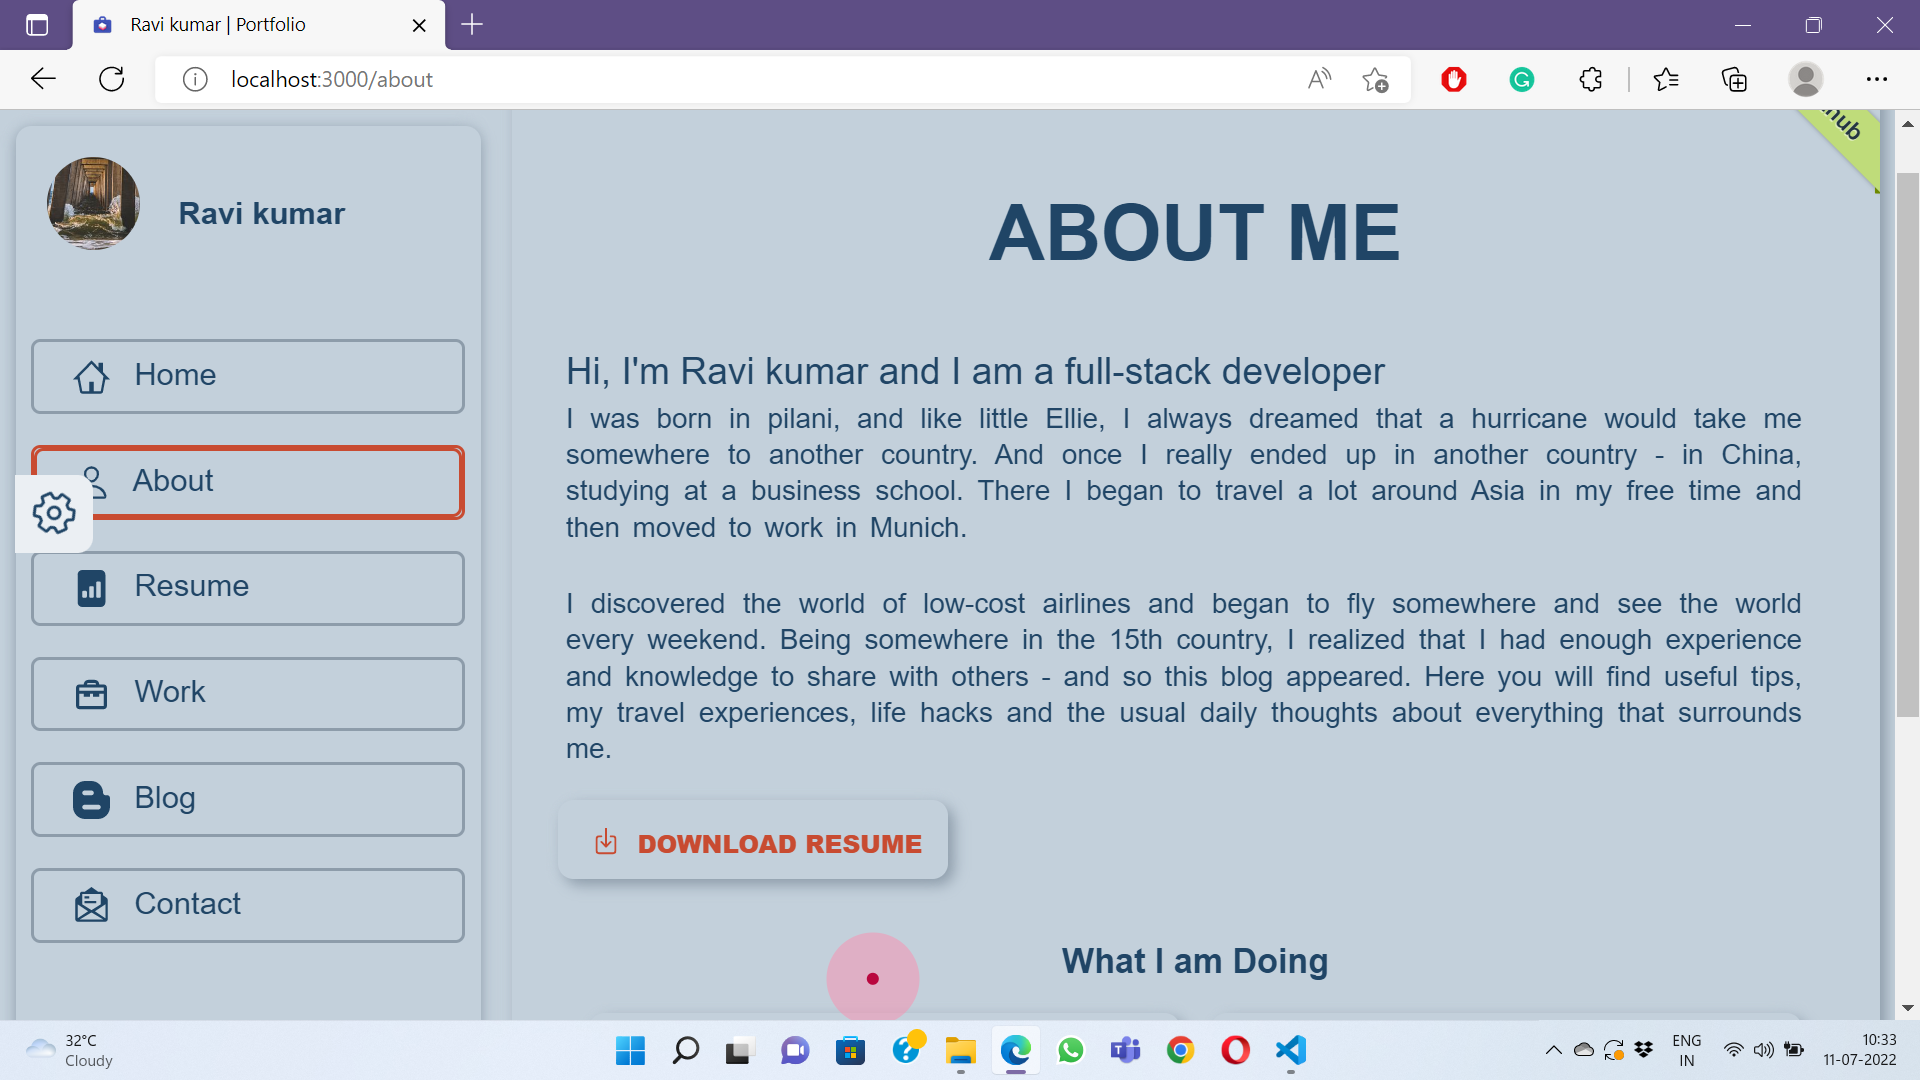 Ravi kumar | Portfolio
localhost:3000/about
hub
Ravi kumar
Home
About
Resume
Work
Blog
Contact
ABOUT ME
Hi, I'm Ravi kumar and I am a full-stack developer
I was born in pilani, and like little Ellie, I always dreamed that a hurricane would take me
somewhere to another country. And once I really ended up in another country - in China,
studying at a business school. There I began to travel a lot around Asia in my free time and
then moved to work in Munich.
I discovered the world of low-cost airlines and began to fly somewhere and see the world
every weekend. Being somewhere in the 15th country, I realized that I had enough experience
and knowledge to share with others - and so this blog appeared. Here you will find useful tips,
my travel experiences, life hacks and the usual daily thoughts about everything that surrounds
me.
DOWNLOAD RESUME
What I am Doing
32°C
Cloudy
ENG
IN
10:33
11-07-2022